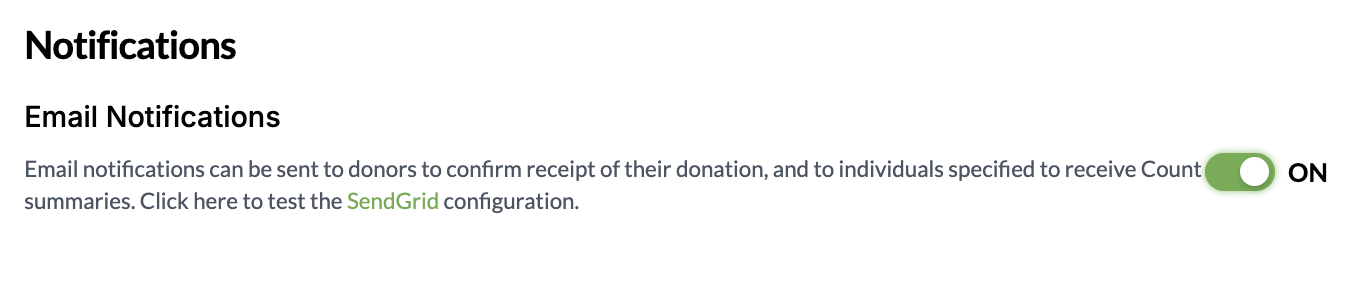 Notifications
Email Notifications
Email notifications can be sent to donors to confirm receipt of their donation, and to individuals specified to receive Count ON
summaries. Click here to test the SendGrid configuration.